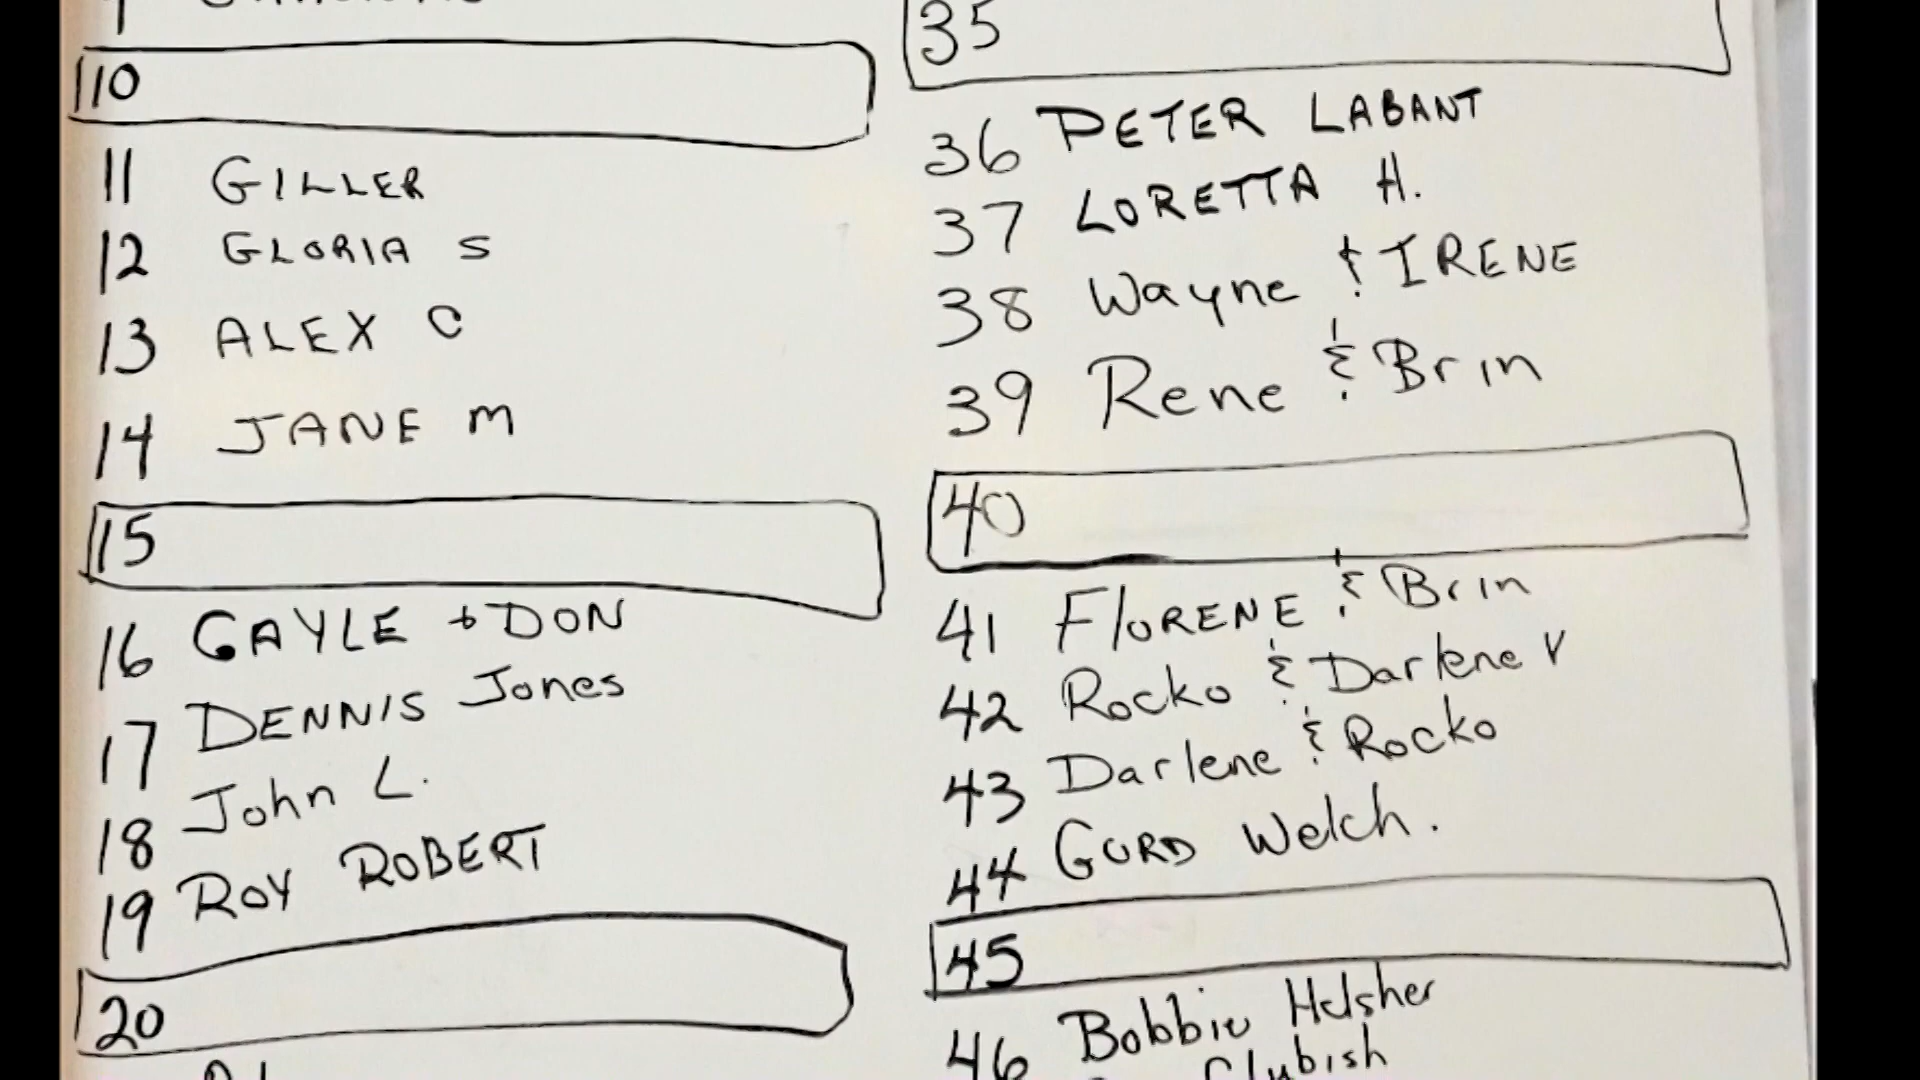 10
11 GILLER
12 GLORIA S
13 ALEX C
14 JANE M
15
16 GAYLE + DON
17 DENNIS Jones
18 John L.
19 ROY ROBERT
20
35
36 PETER LABANT
37 LORETTA H.
38 Wayne & IRENE
39 Rene & Brin
40
41 FlORENE & Brin
42 Rocko & Darlene V
43 Darlene & Rocko
44 GORD Welch.
45
46 Bobbie